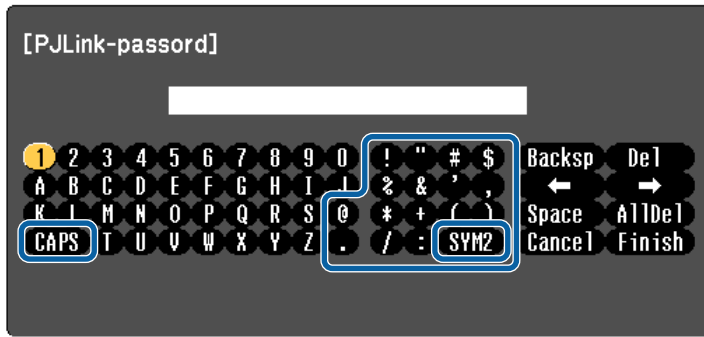 [PJLink-passord]
1 2 3 4 5 6 7 8 9 0 ! " # $ Backsp Del
A B C D E F G H I J % & ' , ← →
K L M N O P Q R S @ * + ( ) Space AllDel
CAPS T U V W X Y Z . / : SYM2 Cancel Finish